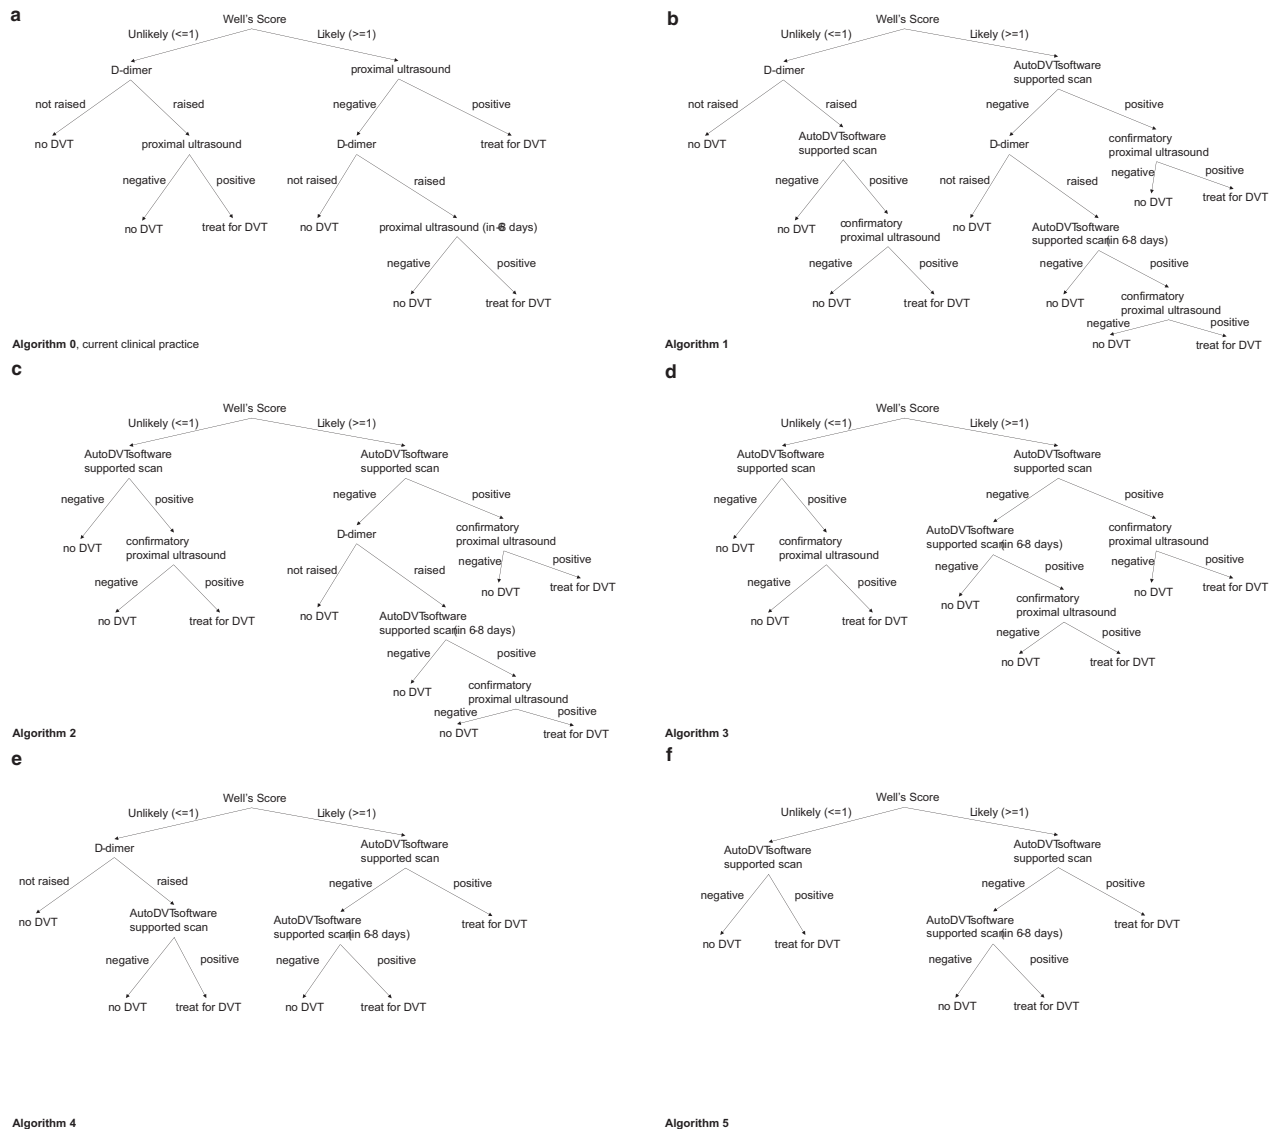 a
Well's Score
Unlikely (<=1)
Likely (>=1)
D-dimer
proximal ultrasound
not raised
raised
negative
positive
no DVT
proximal ultrasound
D-dimer
treat for DVT
negative
positive
not raised
raised
no DVT
treat for DVT
no DVT
proximal ultrasound (in 6-8 days)
negative
positive
no DVT
treat for DVT
Algorithm 0, current clinical practice
b
Well's Score
Unlikely (<=1)
Likely (>=1)
D-dimer
AutoDVTsoftware
supported scan
not raised
raised
negative
positive
no DVT
AutoDVTsoftware
supported scan
D-dimer
confirmatory
proximal ultrasound
negative
positive
not raised
raised
negative
positive
no DVT
treat for DVT
no DVT
confirmatory
proximal ultrasound
no DVT
AutoDVTsoftware
supported scan(in 6-8 days)
negative
positive
negative
positive
no DVT
treat for DVT
no DVT
confirmatory
proximal ultrasound
negative
positive
no DVT
treat for DVT
Algorithm 1
c
Well's Score
Unlikely (<=1)
Likely (>=1)
AutoDVTsoftware
supported scan
AutoDVTsoftware
supported scan
negative
positive
negative
positive
no DVT
confirmatory
proximal ultrasound
D-dimer
confirmatory
proximal ultrasound
negative
positive
not raised
raised
negative
positive
no DVT
treat for DVT
no DVT
treat for DVT
no DVT
AutoDVTsoftware
supported scan(in 6-8 days)
negative
positive
no DVT
confirmatory
proximal ultrasound
negative
positive
no DVT
treat for DVT
Algorithm 2
d
Well's Score
Unlikely (<=1)
Likely (>=1)
AutoDVTsoftware
supported scan
AutoDVTsoftware
supported scan
negative
positive
negative
positive
no DVT
confirmatory
proximal ultrasound
AutoDVTsoftware
supported scan(in 6-8 days)
confirmatory
proximal ultrasound
negative
positive
negative
positive
negative
positive
no DVT
treat for DVT
no DVT
confirmatory
proximal ultrasound
no DVT
treat for DVT
negative
positive
no DVT
treat for DVT
Algorithm 3
e
Well's Score
Unlikely (<=1)
Likely (>=1)
D-dimer
AutoDVTsoftware
supported scan
not raised
raised
negative
positive
no DVT
AutoDVTsoftware
supported scan
AutoDVTsoftware
supported scan(in 6-8 days)
treat for DVT
negative
positive
negative
positive
no DVT
treat for DVT
no DVT
treat for DVT
Algorithm 4
f
Well's Score
Unlikely (<=1)
Likely (>=1)
AutoDVTsoftware
supported scan
AutoDVTsoftware
supported scan
negative
positive
negative
positive
no DVT
treat for DVT
AutoDVTsoftware
supported scan(in 6-8 days)
treat for DVT
negative
positive
no DVT
treat for DVT
Algorithm 5